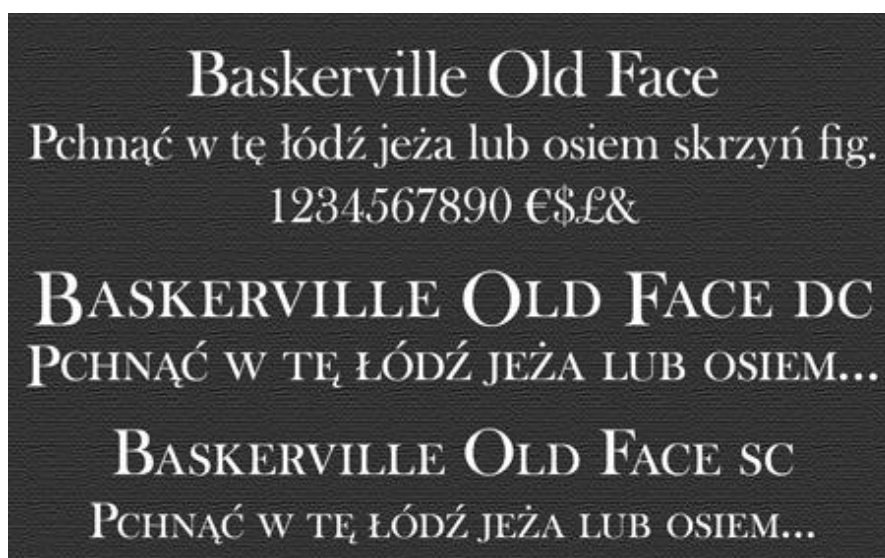 Baskerville Old Face
Pchnąć w tę łódź jeża lub osiem skrzyń fig.
1234567890 €$£&
Baskerville Old Face DC
Pchnąć w tę łódź jeża lub osiem...
Baskerville Old Face SC
Pchnąć w tę łódź jeża lub osiem...